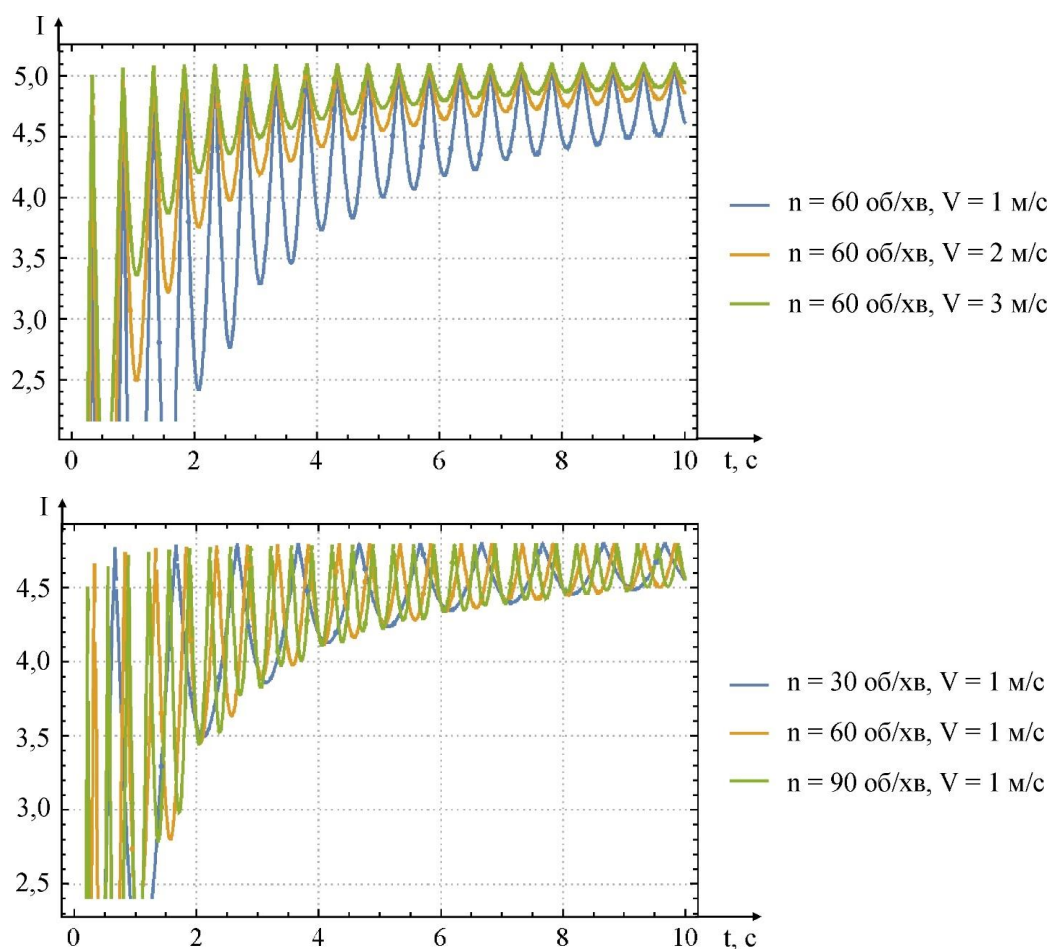 I
5,0
4,5
4,0
3,5
3,0
2,5
0 2 4 6 8 10
t, с
n = 60 об/хв, V = 1 м/с
n = 60 об/хв, V = 2 м/с
n = 60 об/хв, V = 3 м/с
I
4,5
4,0
3,5
3,0
2,5
0 2 4 6 8 10
t, с
n = 30 об/хв, V = 1 м/с
n = 60 об/хв, V = 1 м/с
n = 90 об/хв, V = 1 м/с